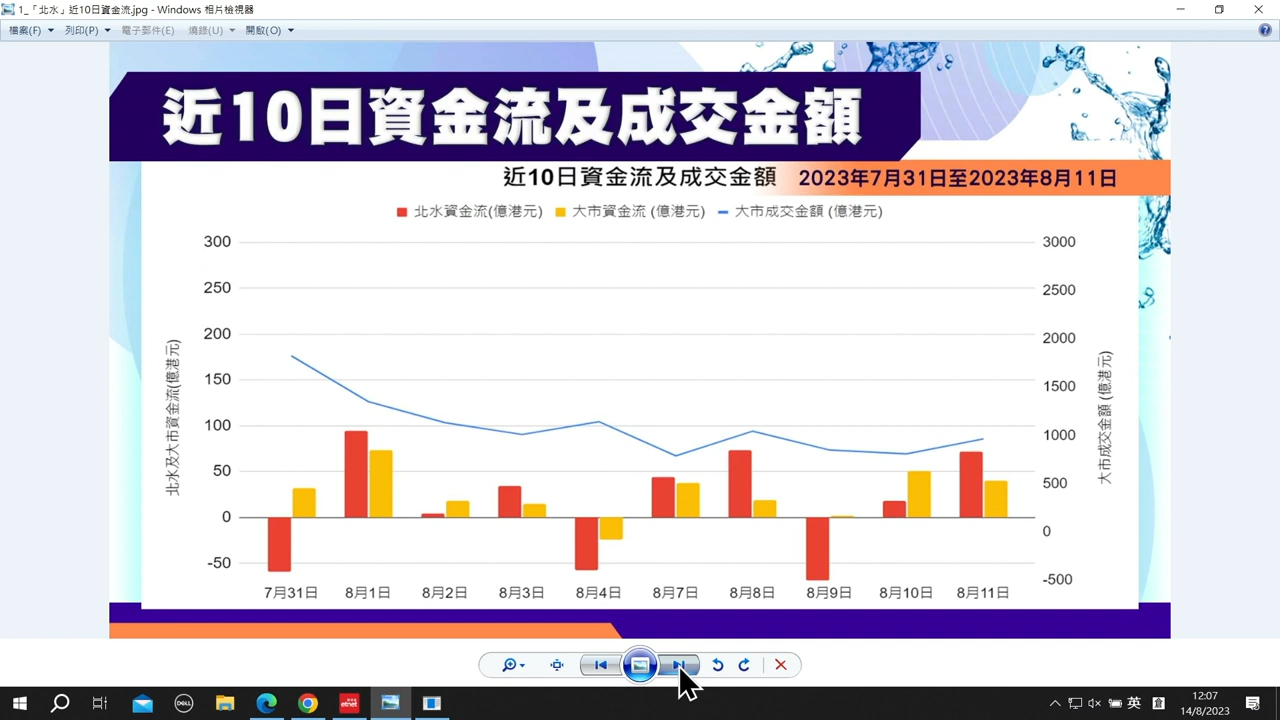 1_「北水」近10日資金流.jpg - Windows 相片檢視器
檔案(F) 列印(P) 電子郵件(E) 燒錄(U) 開啟(O)
近10日資金流及成交金額
近10日資金流及成交金額 2023年7月31日至2023年8月11日
北水資金流(億港元) 大市資金流 (億港元) 大市成交金額 (億港元)
300 3000
250 2500
200 2000
150 1500
100 1000
50 500
0 0
-50 -500
北水及大市資金流(億港元)
大市成交金額 (億港元)
7月31日 8月1日 8月2日 8月3日 8月4日 8月7日 8月8日 8月9日 8月10日 8月11日
DELL
etnet
英
12:07
14/8/2023